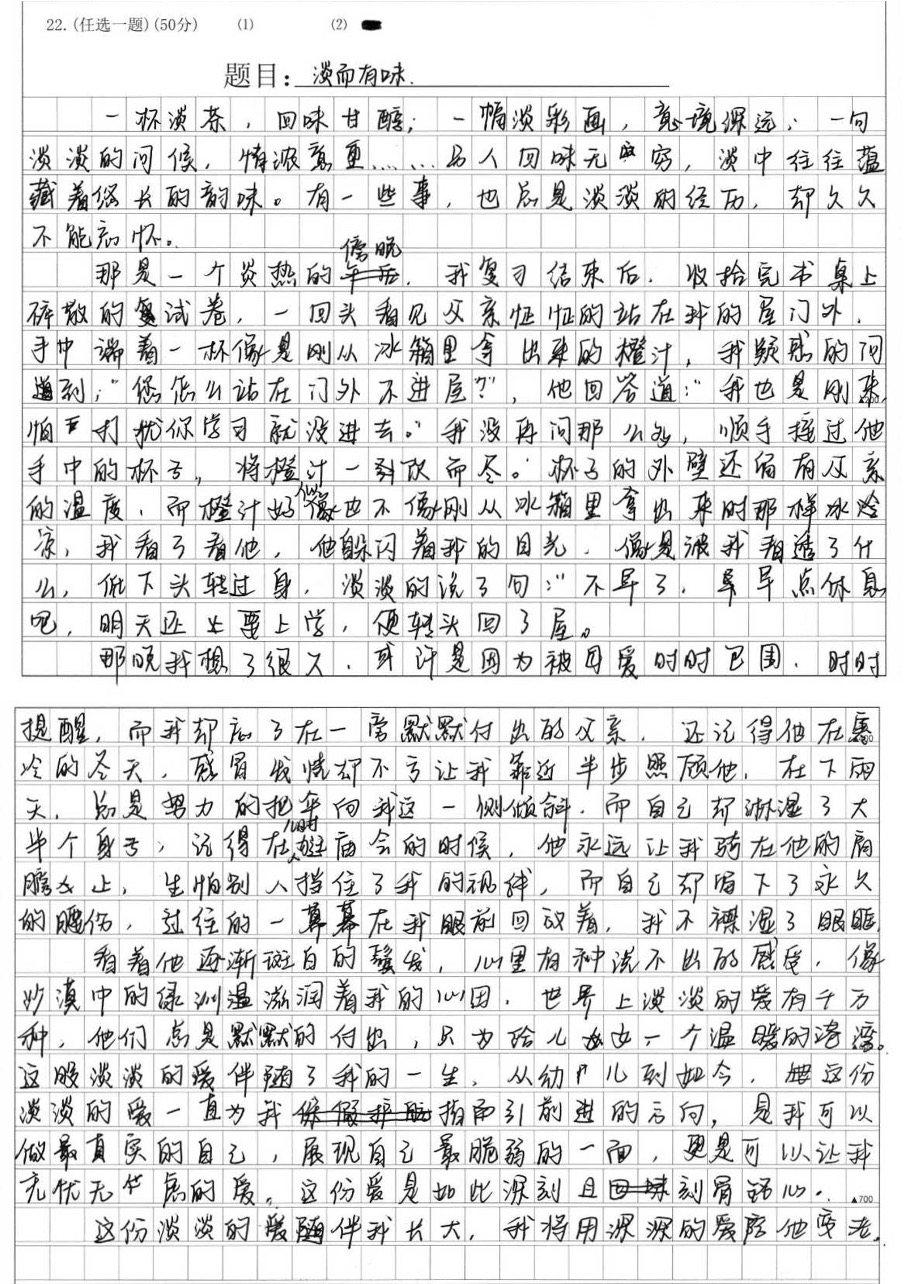 22.(任选一题)(50分) (1) (2)
题目: 淡而有味.
一杯淡茶,回味甘醇;一幅淡彩画,意境深远;一句
淡淡的问候,情浓意更……另人回味无穷,淡中往往蕴
藏着悠长的韵味。有一些事,也总是淡淡的经历,却久久
不能忘怀。
那是一个炎热的傍晚,我复习结束后.收拾完书桌上
碎散的复试卷,一回头看见父亲怔怔的站在我的屋门外.
手中端着一杯像是刚从冰箱里拿出来的橙汁,我疑惑的问
道到:“您怎么站在门外不进屋?”,他回答道:“我也是刚来,
怕打扰你学习就没进去。”我没再问那么多,顺手接过他
手中的杯子,将橙汁一到饮而尽。杯子的外壁还留有父亲
的温度,而橙汁好似也不像刚从冰箱里拿出来时那样冰冷
凉,我看了看他,他躲闪着我的目光.像是被我看透了什
么,低下头转过身.淡淡的说了句:“不早了.早早点休息
吧,明天还要上学,便转头回了屋。
那晚我想了很久.或许是因为被母爱时时包围.时时
提醒,而我却忘了在一旁默默付出的父亲.还记得他在寒
冷的冬天,感冒发烧却不肯让我靠近半步照顾他,在下雨
天.总是努力的把伞向我这一侧倾斜.而自己却淋湿了大
半个身子,记得在儿时逛庙会的时候,他永远让我骑在他的肩
膀上,生怕别人挡住了我的视线,而自己却留下了永久
的腰伤,过往的一幕幕在我眼前回放着,我不禁湿了眼眶.
看着他逐渐斑白的鬓发,心里有种说不出的感受.像
沙漠中的绿洲温滋润着我的心田.世界上淡淡的爱有千万
种,他们总是默默的付出,只为给儿女一个温暖的港湾。
这股淡淡的爱伴随了我的一生.从幼儿到如今.这份
淡淡的爱一直为我指而引前进的方向,是我可以
做最真实的自己,展现自己最脆弱的一面,更是可以让我
无忧无虑的爱。这份爱是如此深刻且刻骨铭心.
▲700
这份淡淡的爱随伴我长大,我将用深深的爱陪他变老.